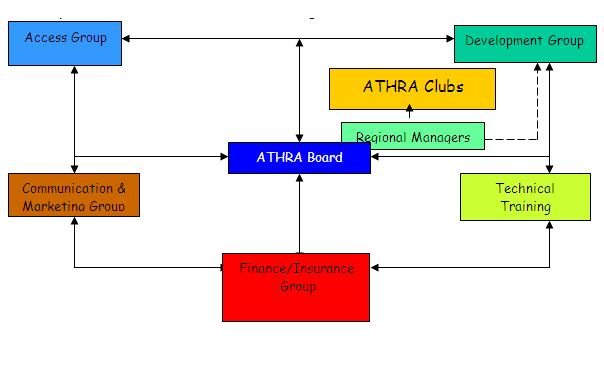 Access Group
Development Group
ATHRA Clubs
Regional Managers
ATHRA Board
Communication &
Marketing Group
Technical
Training
Finance/Insurance
Group